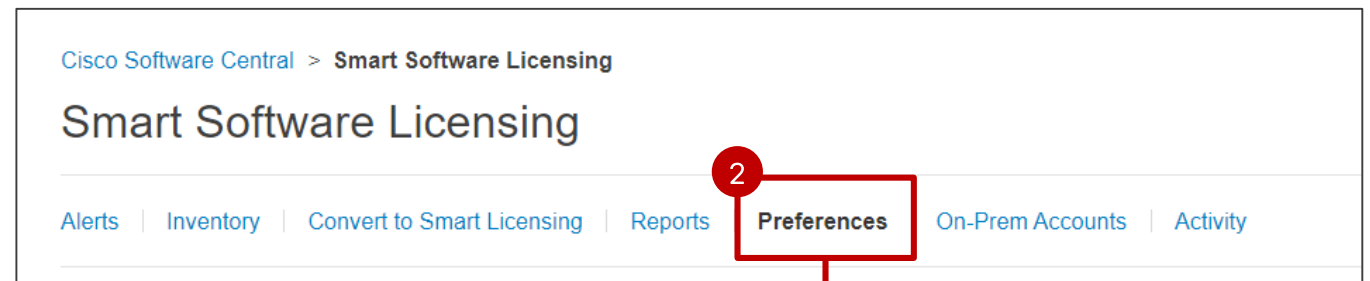 Cisco Software Central > Smart Software Licensing
Smart Software Licensing
2
Alerts Inventory Convert to Smart Licensing Reports Preferences On-Prem Accounts Activity